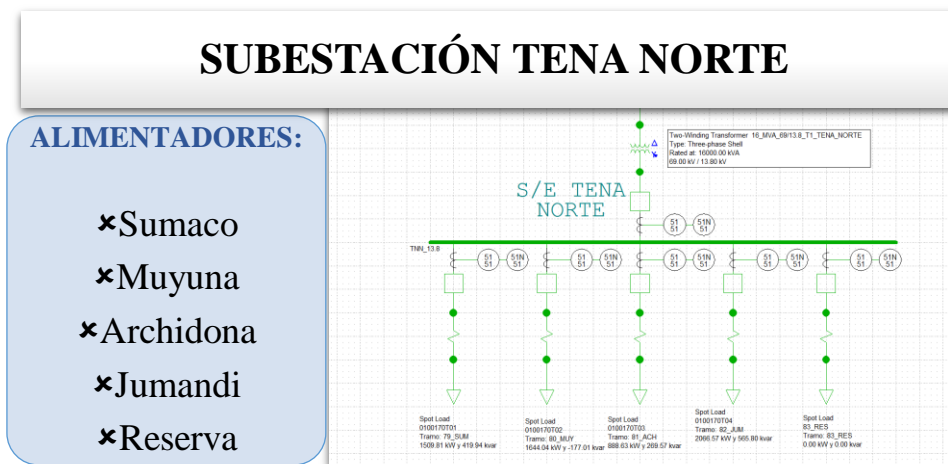 SUBESTACIÓN TENA NORTE
ALIMENTADORES:
Sumaco
Muyuna
Archidona
Jumandi
Reserva
Two-Winding Transformer 16_MVA_69/13.8_T1_TENA_NORTE
Type: Three-phase Shell
Rated at: 16000.00 kVA
69.00 kV / 13.80 kV
S/E TENA
NORTE
51 51N
51 51
TNN_13.8
51 51N 51 51N 51 51N 51 51N 51 51N
51 51 51 51 51 51 51 51 51 51
Spot Load
0100170T01
Tramo: 79_SUM
1509.81 kW y 419.94 kvar
Spot Load
0100170T02
Tramo: 80_MUY
1644.04 kW y -177.01 kvar
Spot Load
0100170T03
Tramo: 81_ACH
888.63 kW y 269.57 kvar
Spot Load
0100170T04
Tramo: 82_JUM
2066.57 kW y 565.80 kvar
Spot Load
83_RES
Tramo: 83_RES
0.00 kW y 0.00 kvar